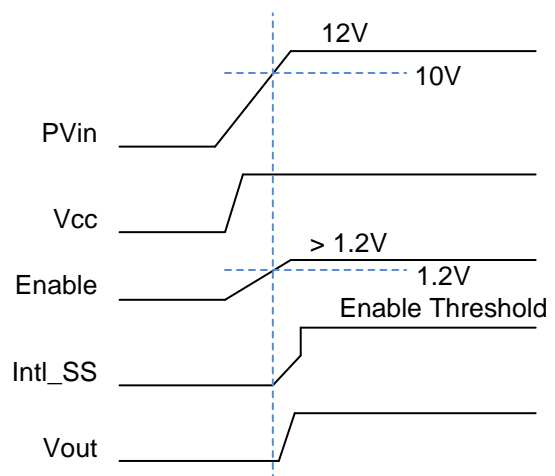 12V
10V
PVin
Vcc
> 1.2V
1.2V
Enable
Enable Threshold
Intl_SS
Vout